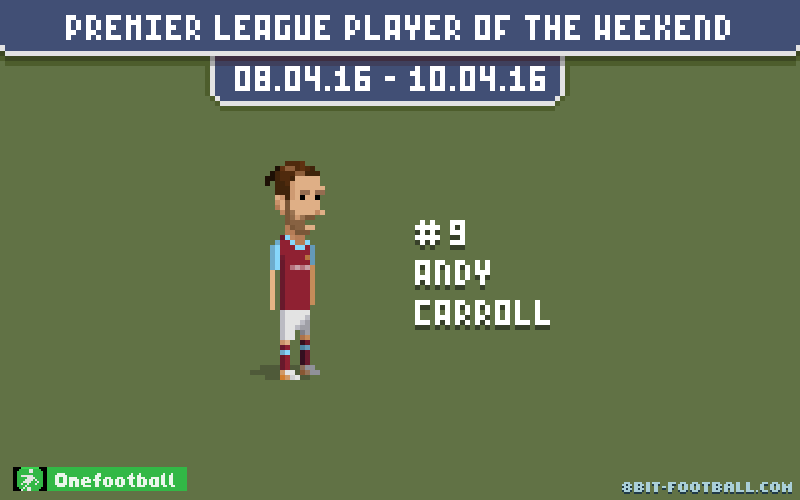 PREMIER LEAGUE PLAYER OF THE WEEKEND
08.04.16 - 10.04.16
#9
ANDY
CARROLL
Onefootball
8BIT-FOOTBALL.COM